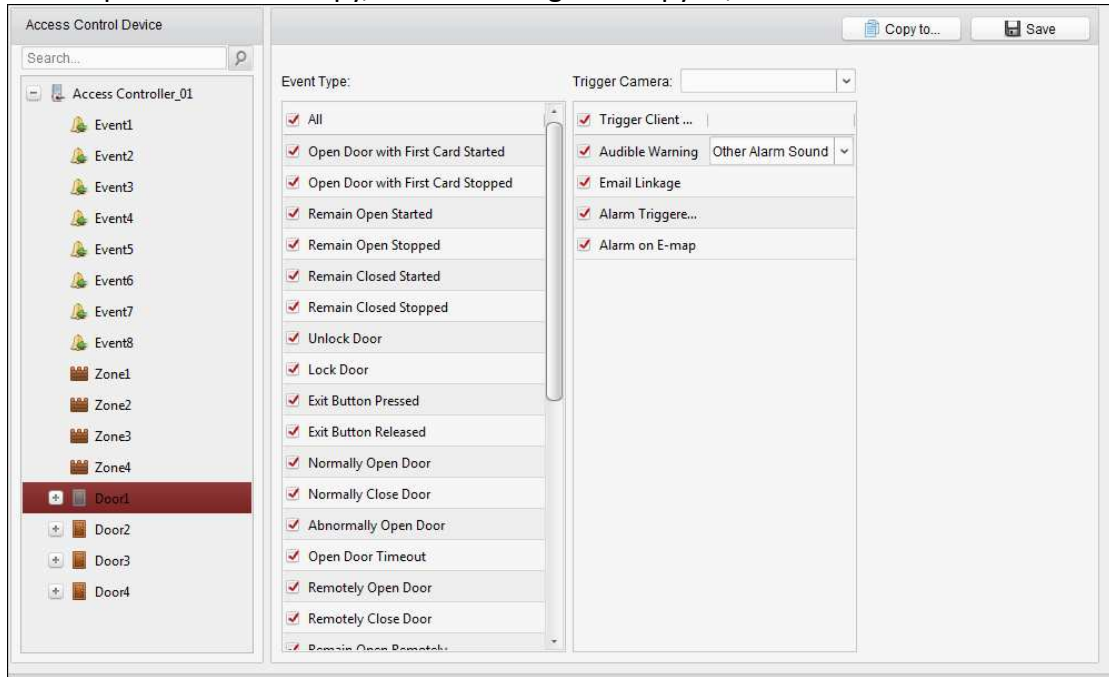 Access Control Device
Copy to...
Save
Search...
Access Controller_01
Event1
Event2
Event3
Event4
Event5
Event6
Event7
Event8
Zone1
Zone2
Zone3
Zone4
Door1
Door2
Door3
Door4
Event Type:
All
Open Door with First Card Started
Open Door with First Card Stopped
Remain Open Started
Remain Open Stopped
Remain Closed Started
Remain Closed Stopped
Unlock Door
Lock Door
Exit Button Pressed
Exit Button Released
Normally Open Door
Normally Close Door
Abnormally Open Door
Open Door Timeout
Remotely Open Door
Remotely Close Door
Remain Open Remotely
Trigger Camera:
Trigger Client ...
Audible Warning Other Alarm Sound
Email Linkage
Alarm Triggere...
Alarm on E-map